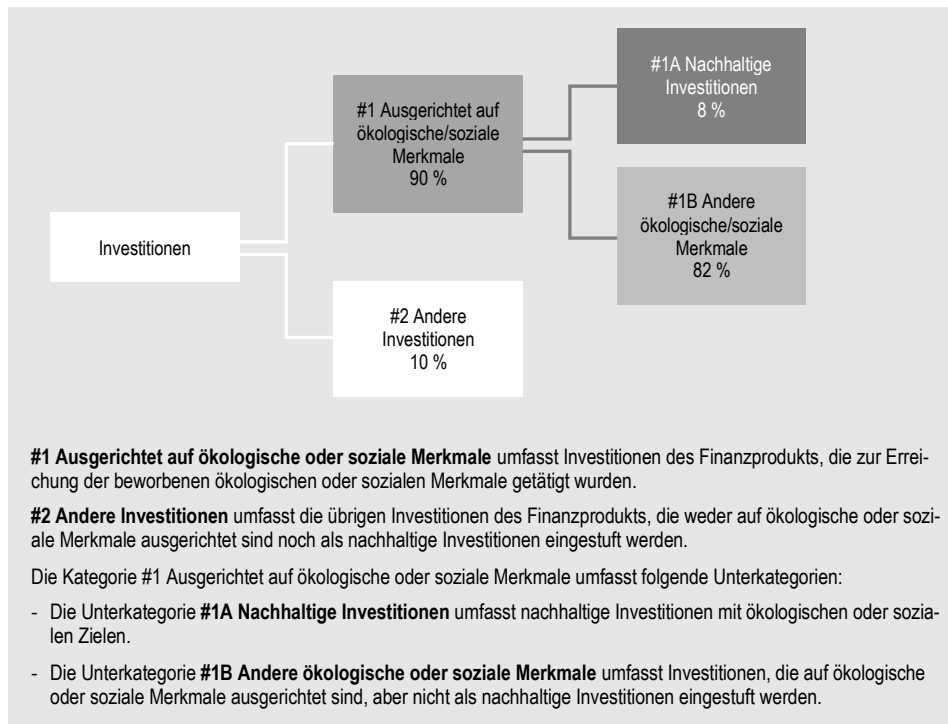 #1A Nachhaltige
Investitionen
8 %
#1 Ausgerichtet auf
ökologische/soziale
Merkmale
90 %
#1B Andere
ökologische/soziale
Merkmale
82 %
Investitionen
#2 Andere
Investitionen
10 %
#1 Ausgerichtet auf ökologische oder soziale Merkmale umfasst Investitionen des Finanzprodukts, die zur Errei-
chung der beworbenen ökologischen oder sozialen Merkmale getätigt wurden.
#2 Andere Investitionen umfasst die übrigen Investitionen des Finanzprodukts, die weder auf ökologische oder sozi-
ale Merkmale ausgerichtet sind noch als nachhaltige Investitionen eingestuft werden.
Die Kategorie #1 Ausgerichtet auf ökologische oder soziale Merkmale umfasst folgende Unterkategorien:
- Die Unterkategorie #1A Nachhaltige Investitionen umfasst nachhaltige Investitionen mit ökologischen oder sozia-
len Zielen.
- Die Unterkategorie #1B Andere ökologische oder soziale Merkmale umfasst Investitionen, die auf ökologische
oder soziale Merkmale ausgerichtet sind, aber nicht als nachhaltige Investitionen eingestuft werden.